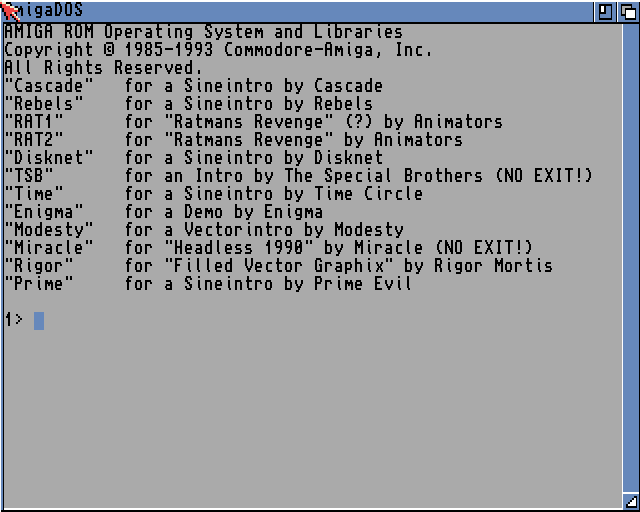 AmigaDOS
AMIGA ROM Operating System and Libraries
Copyright © 1985-1993 Commodore-Amiga, Inc.
All Rights Reserved.
"Cascade" for a Sineintro by Cascade
"Rebels" for a Sineintro by Rebels
"RAT1" for "Ratmans Revenge" (?) by Animators
"RAT2" for "Ratmans Revenge" by Animators
"Disknet" for a Sineintro by Disknet
"TSB" for an Intro by The Special Brothers (NO EXIT!)
"Time" for a Sineintro by Time Circle
"Enigma" for a Demo by Enigma
"Modesty" for a Vectorintro by Modesty
"Miracle" for "Headless 1990" by Miracle (NO EXIT!)
"Rigor" for "Filled Vector Graphix" by Rigor Mortis
"Prime" for a Sineintro by Prime Evil
1>